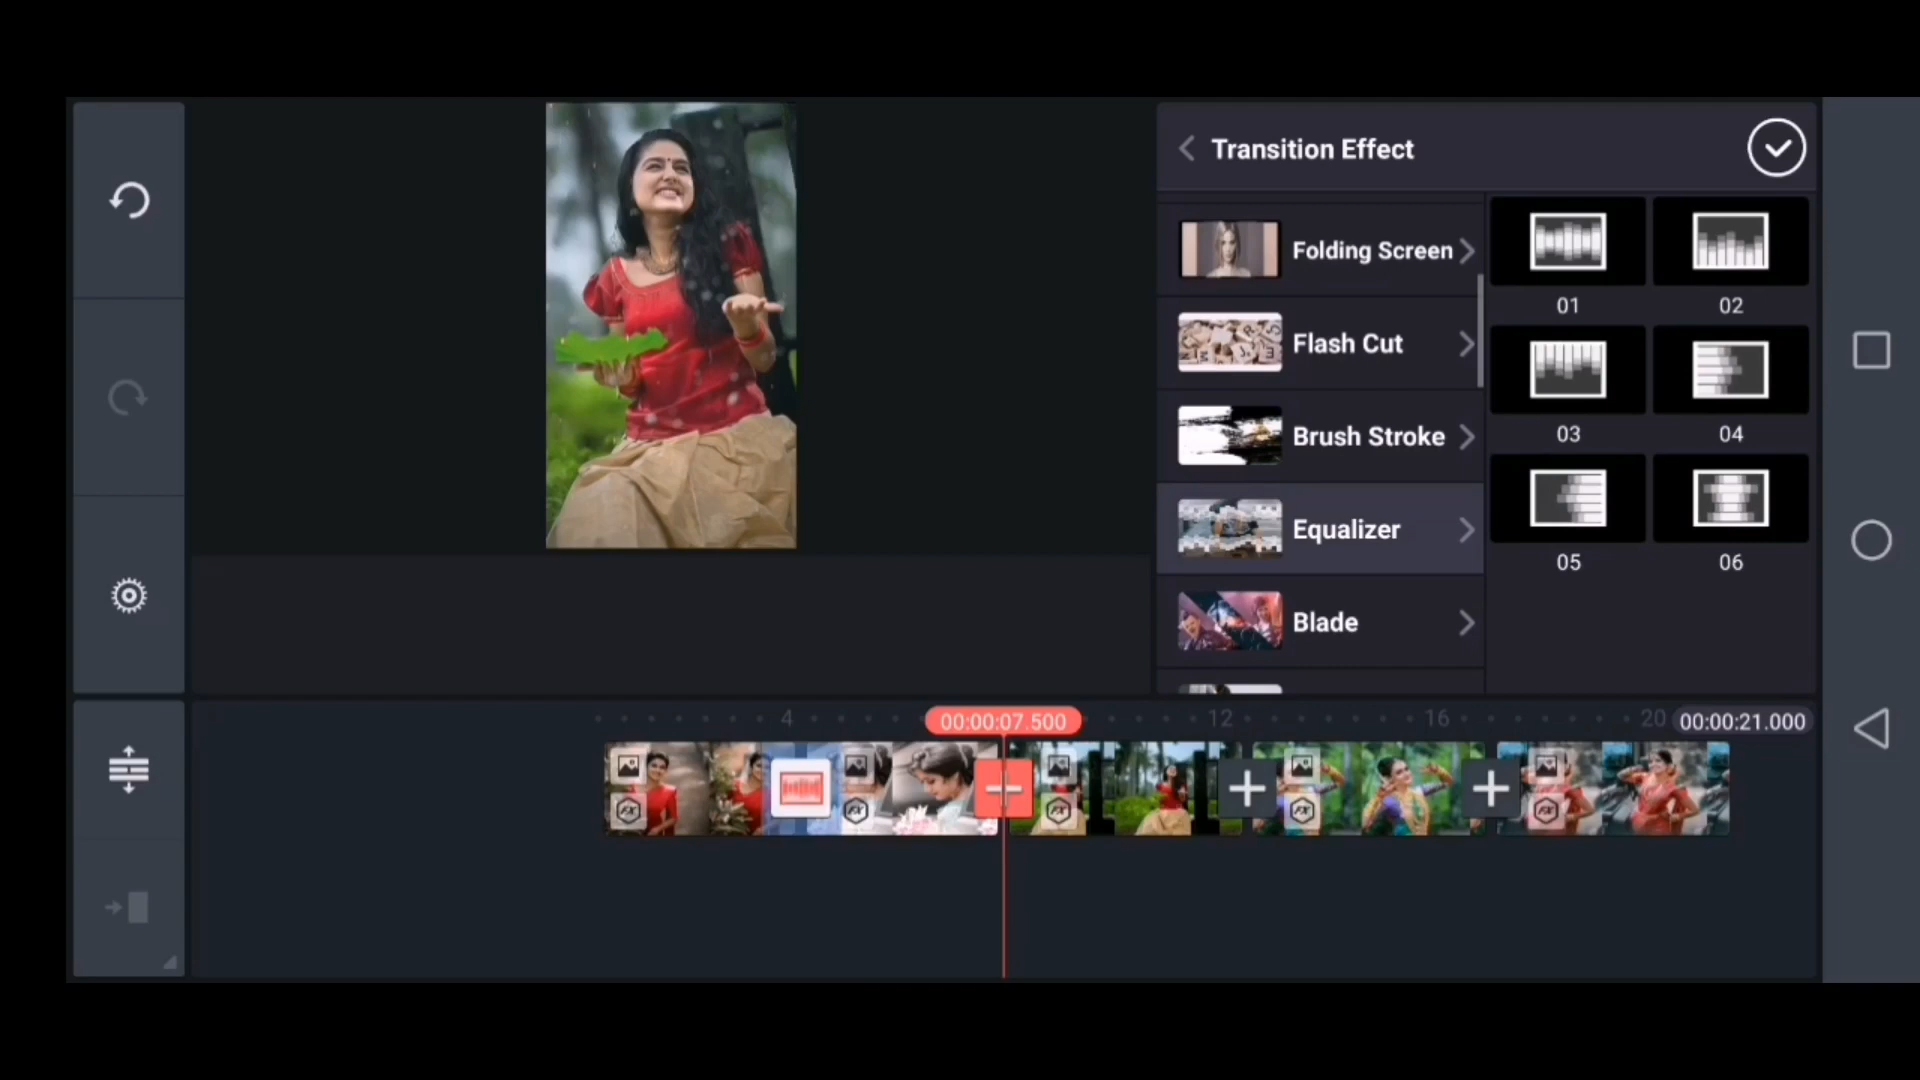 Transition Effect
Folding Screen
Flash Cut
Brush Stroke
Equalizer
Blade
01
02
03
04
05
06
4
00:00:07.500
12
16
20
00:00:21.000